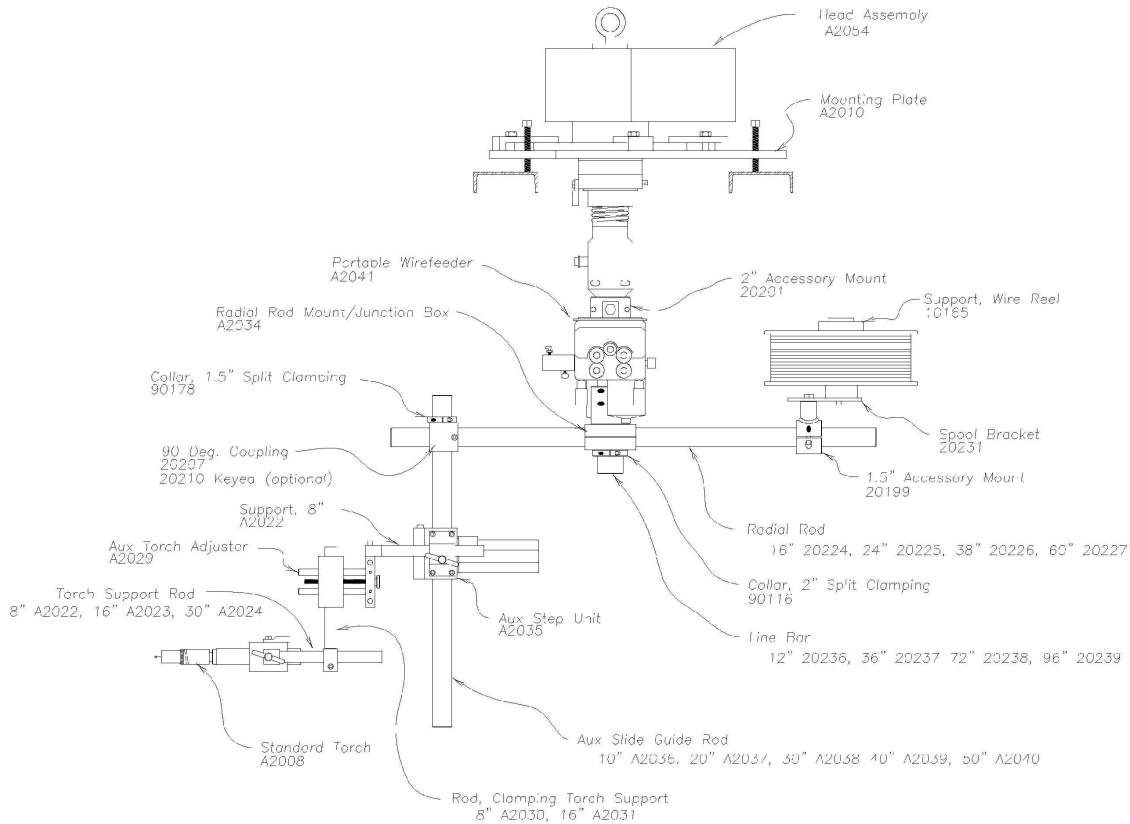 Head Assembly
A2054
Mounting Plate
A2010
Portable Wirefeeder
A2041
2" Accessory Mount
20201
Support, Wire Reel
10165
Radial Rod Mount/Junction Box
A2034
Collar, 1.5" Split Clamping
90178
Spool Bracket
20231
90 Deg. Coupling
20207
20210 Keyed (optional)
1.5" Accessory Mount
20199
Support, 8"
A2022
Radial Rod
16" 20224, 24" 20225, 38" 20226, 60" 20227
Aux Torch Adjustor
A2029
Collar, 2" Split Clamping
90116
Torch Support Rod
8" A2022, 16" A2023, 30" A2024
Aux Step Unit
A2035
Line Bar
12" 20236, 36" 20237 72" 20238, 96" 20239
Standard Torch
A2008
Aux Slide Guide Rod
10" A2036. 20" A2037, 30" A2038 40" A2039, 50" A2040
Rod, Clamping Torch Support
8" A2030, 16" A2031